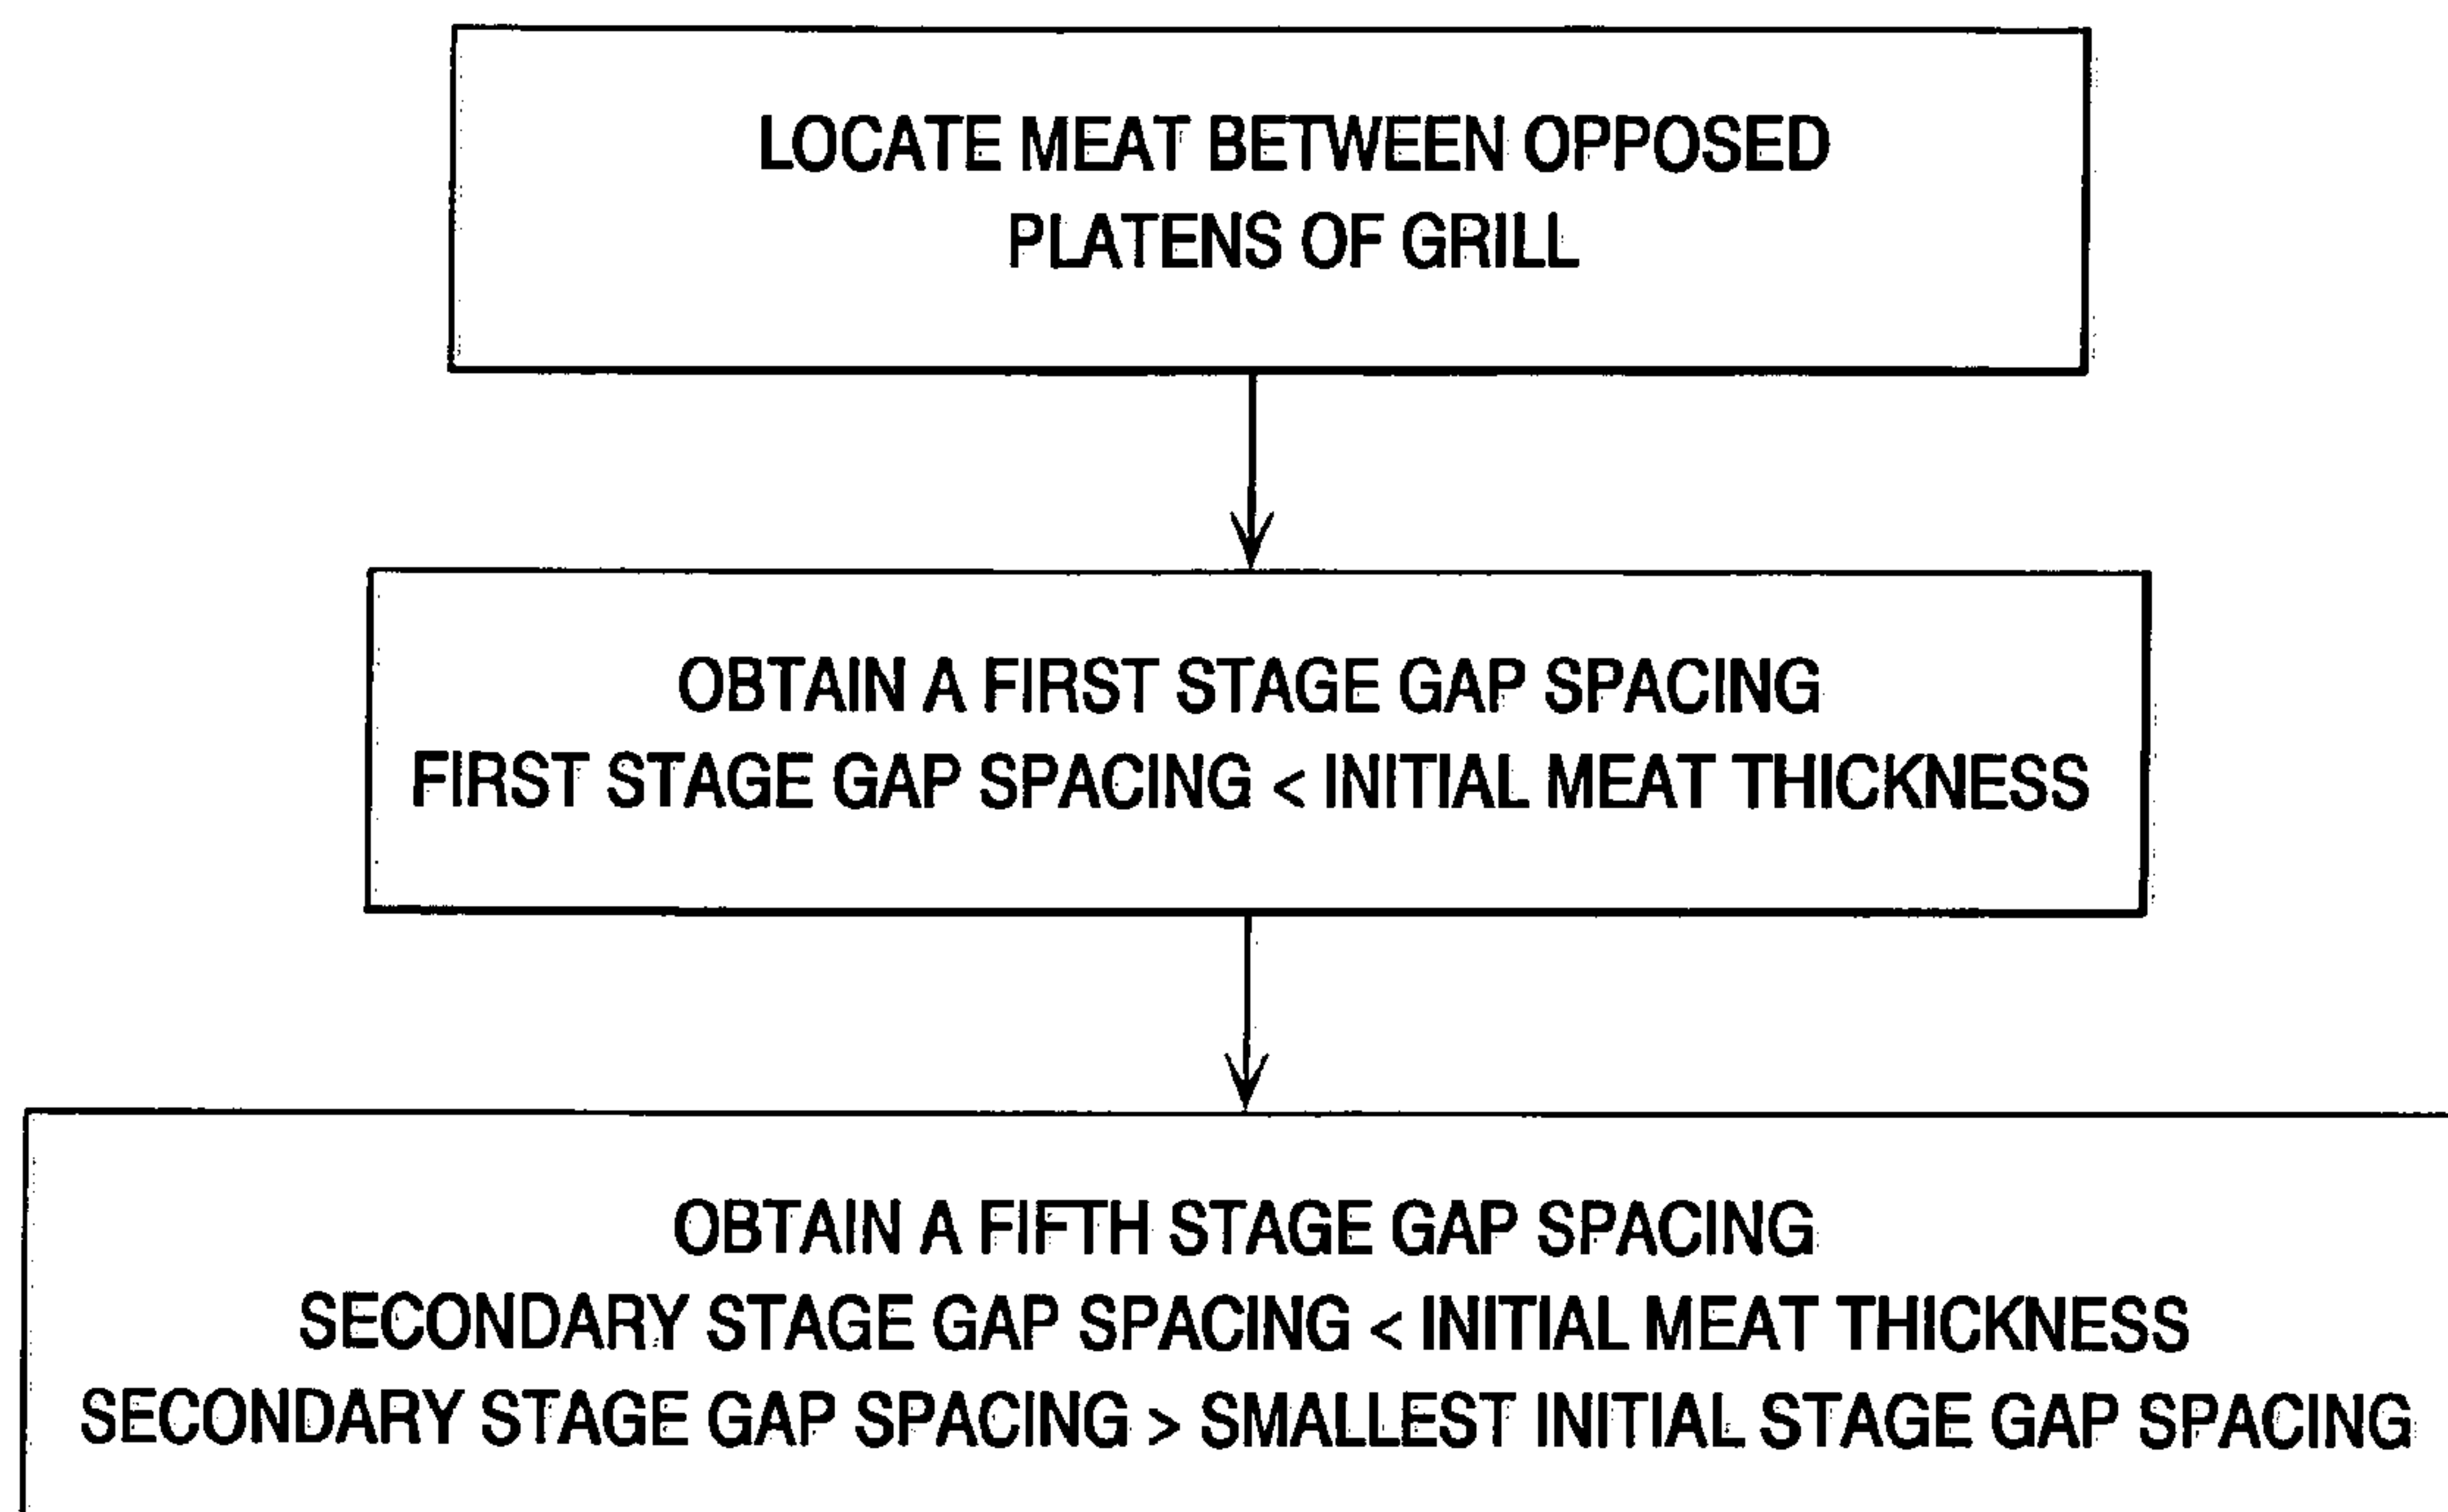 LOCATE MEAT BETWEEN OPPOSED
PLATENS OF GRILL
OBTAIN A FIRST STAGE GAP SPACING
FIRST STAGE GAP SPACING < INITIAL MEAT THICKNESS
OBTAIN A FIFTH STAGE GAP SPACING
SECONDARY STAGE GAP SPACING < INITIAL MEAT THICKNESS
SECONDARY STAGE GAP SPACING > SMALLEST INITIAL STAGE GAP SPACING